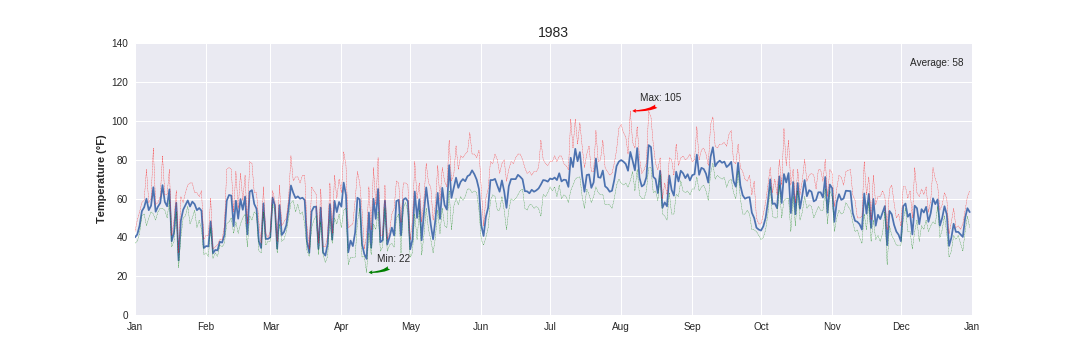 1983
140
Average: 58
120
Max: 105
100
80
60
40
Min: 22
20
0
Temperature (°F)
Jan Feb Mar Apr May Jun Jul Aug Sep Oct Nov Dec Jan